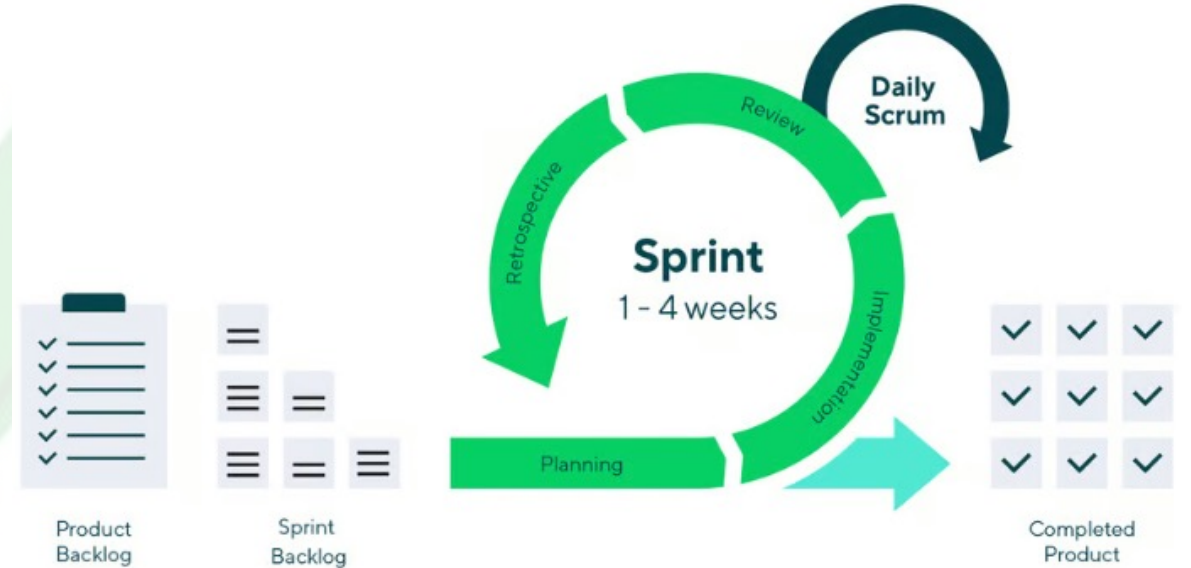 Daily
Scrum
Review
Retrospective
Sprint
1 - 4 weeks
Implementation
Planning
Product
Backlog
Sprint
Backlog
Completed
Product